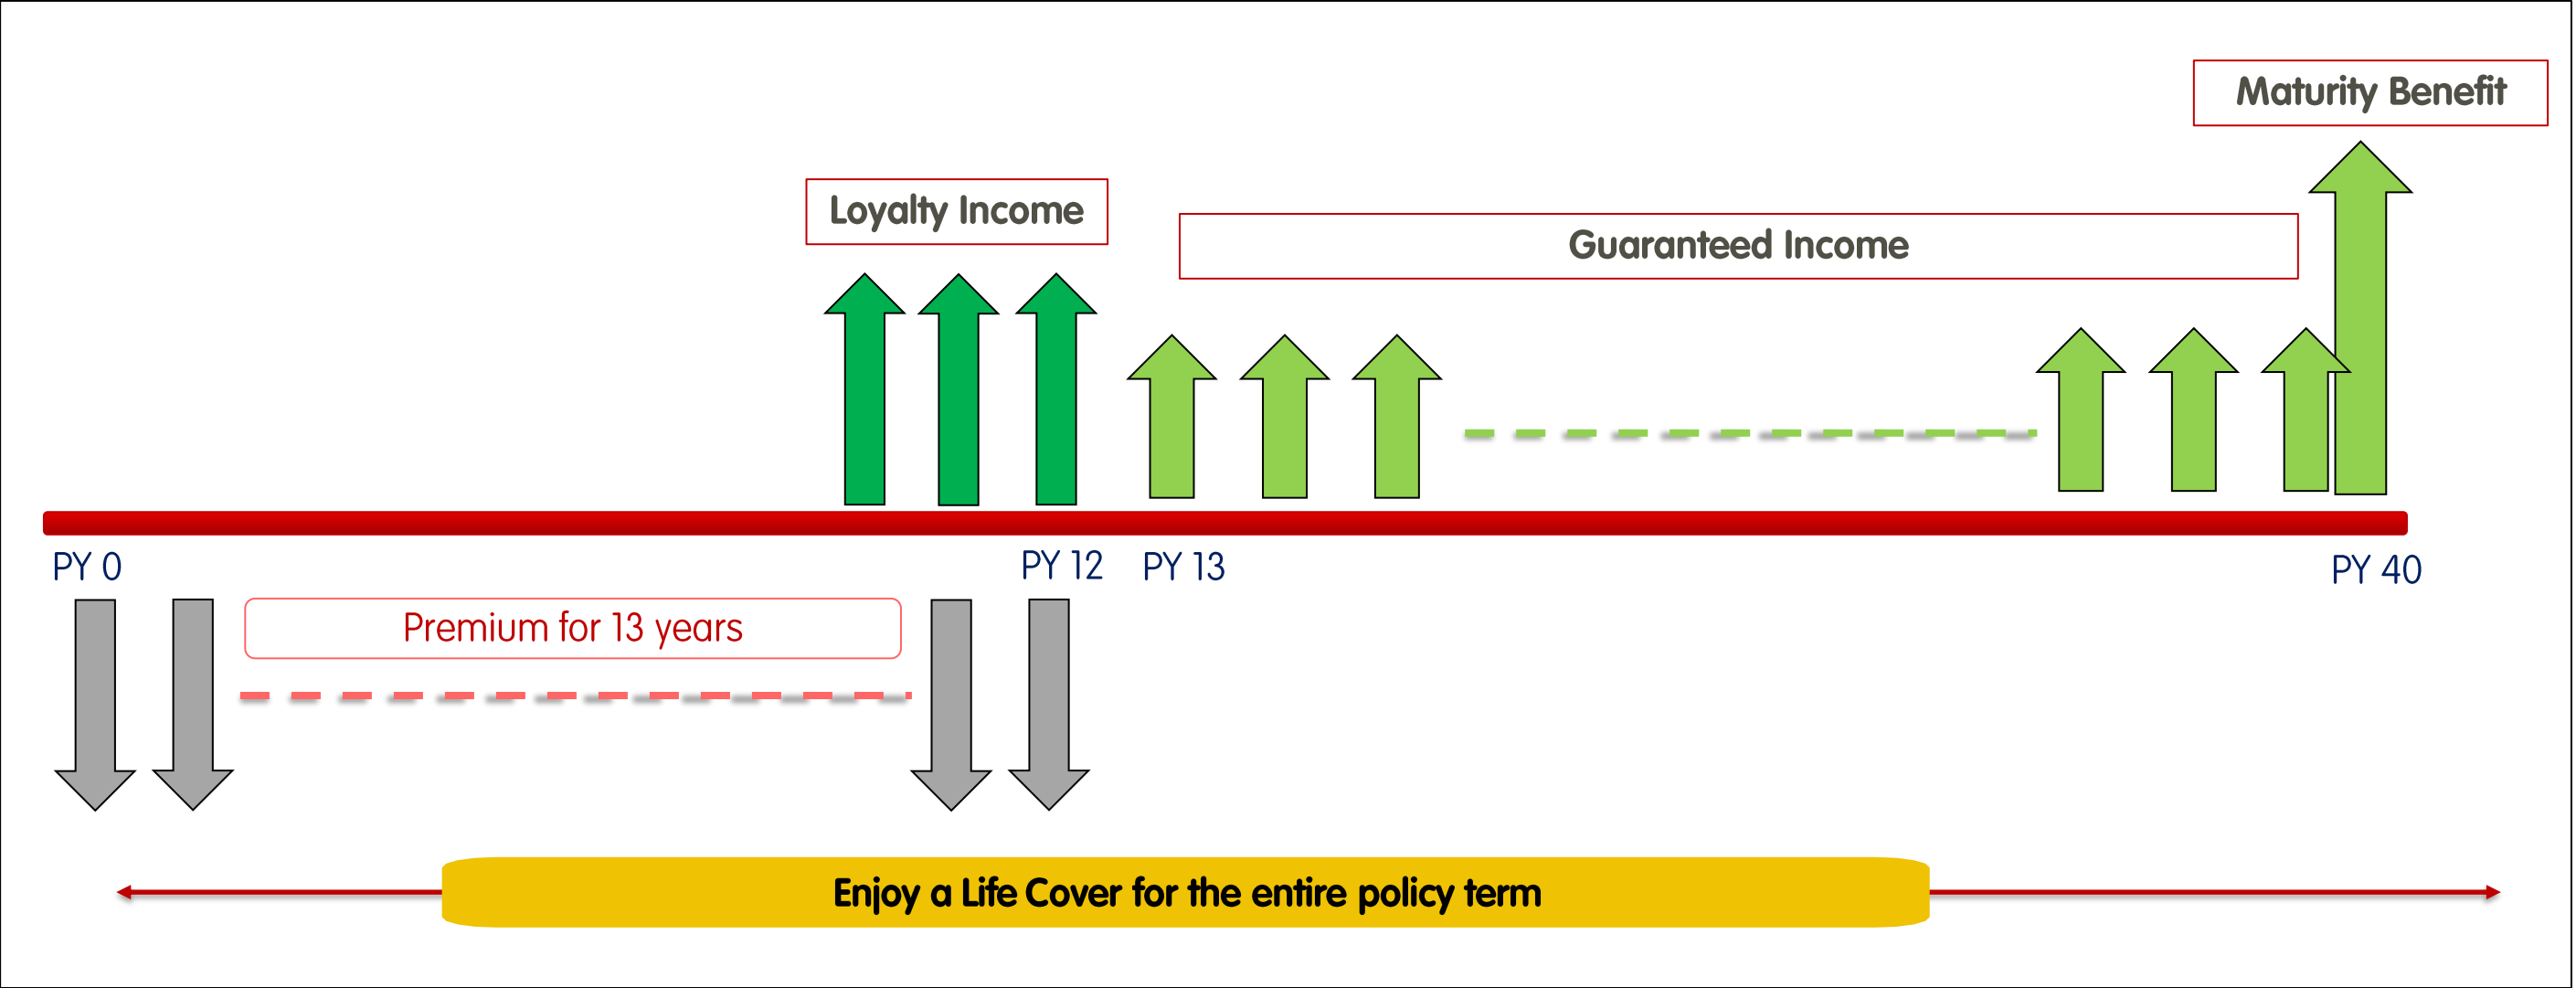 Maturity Benefit
Loyalty Income
Guaranteed Income
PY 0
PY 12
PY 13
PY 40
Premium for 13 years
Enjoy a Life Cover for the entire policy term